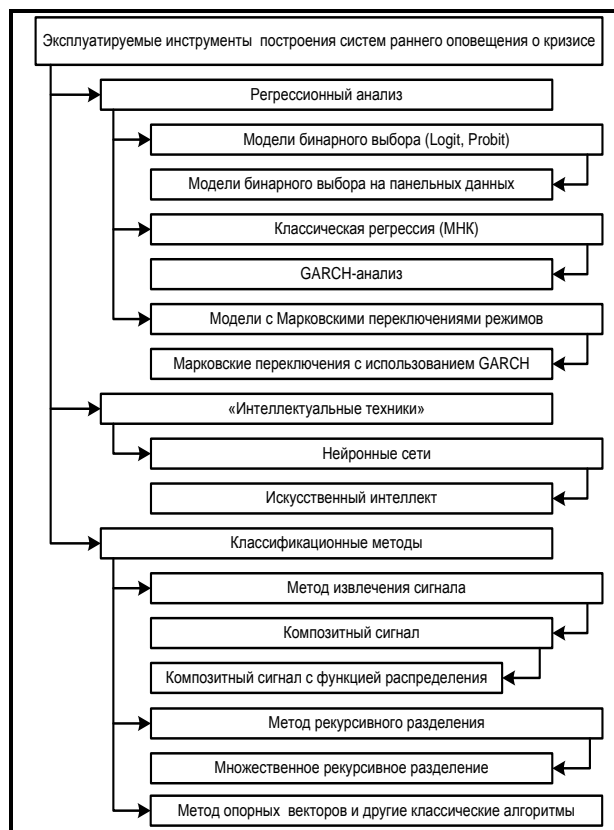 Эксплуатируемые инструменты построения систем раннего оповещения о кризисе
Регрессионный анализ
Модели бинарного выбора (Logit, Probit)
Модели бинарного выбора на панельных данных
Классическая регрессия (МНК)
GARCH-анализ
Модели с Марковскими переключениями режимов
Марковские переключения с использованием GARCH
«Интеллектуальные техники»
Нейронные сети
Искусственный интеллект
Классификационные методы
Метод извлечения сигнала
Композитный сигнал
Композитный сигнал с функцией распределения
Метод рекурсивного разделения
Множественное рекурсивное разделение
Метод опорных векторов и другие классические алгоритмы